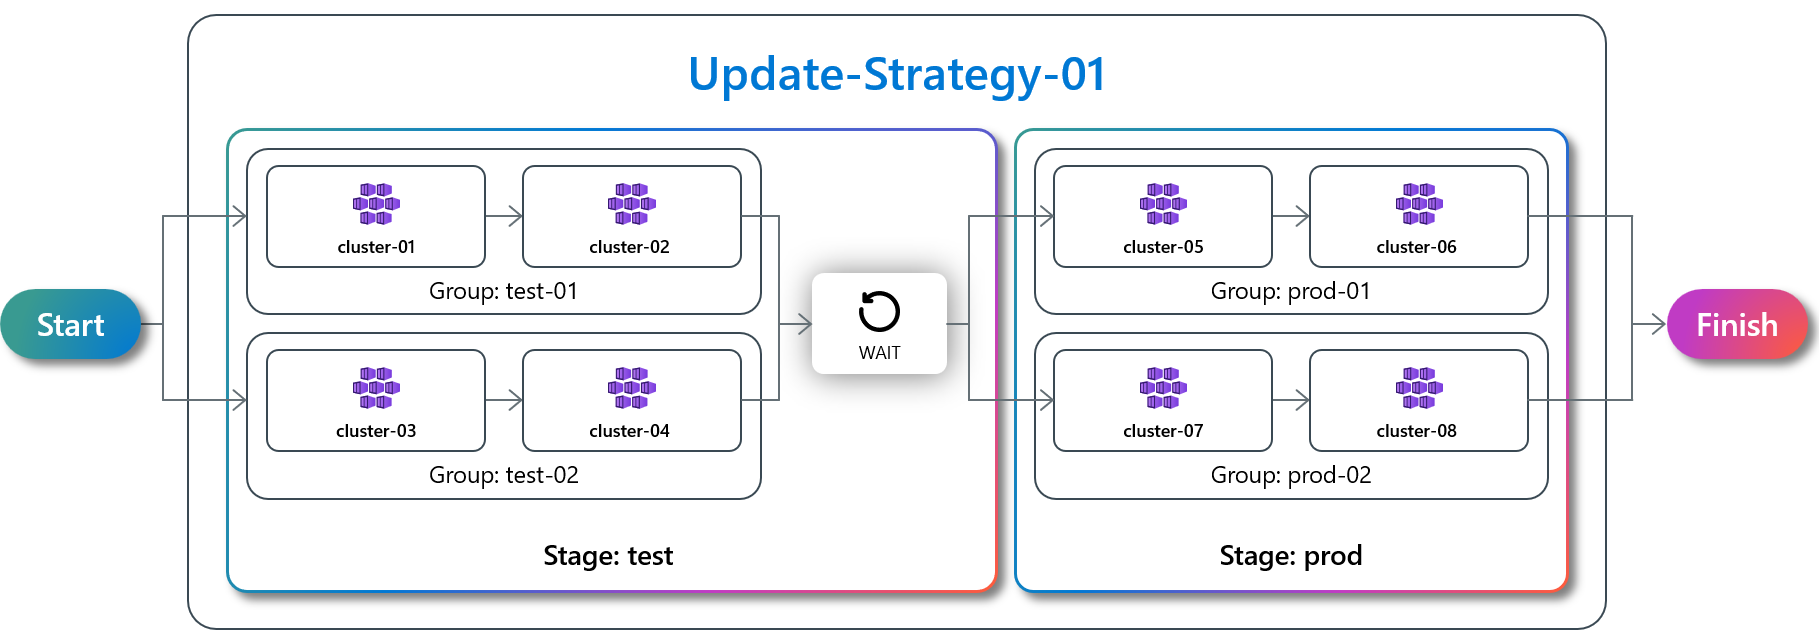 Update-Strategy-01
Start
cluster-01
cluster-02
Group: test-01
cluster-03
cluster-04
Group: test-02
Stage: test
WAIT
cluster-05
cluster-06
Group: prod-01
cluster-07
cluster-08
Group: prod-02
Stage: prod
Finish